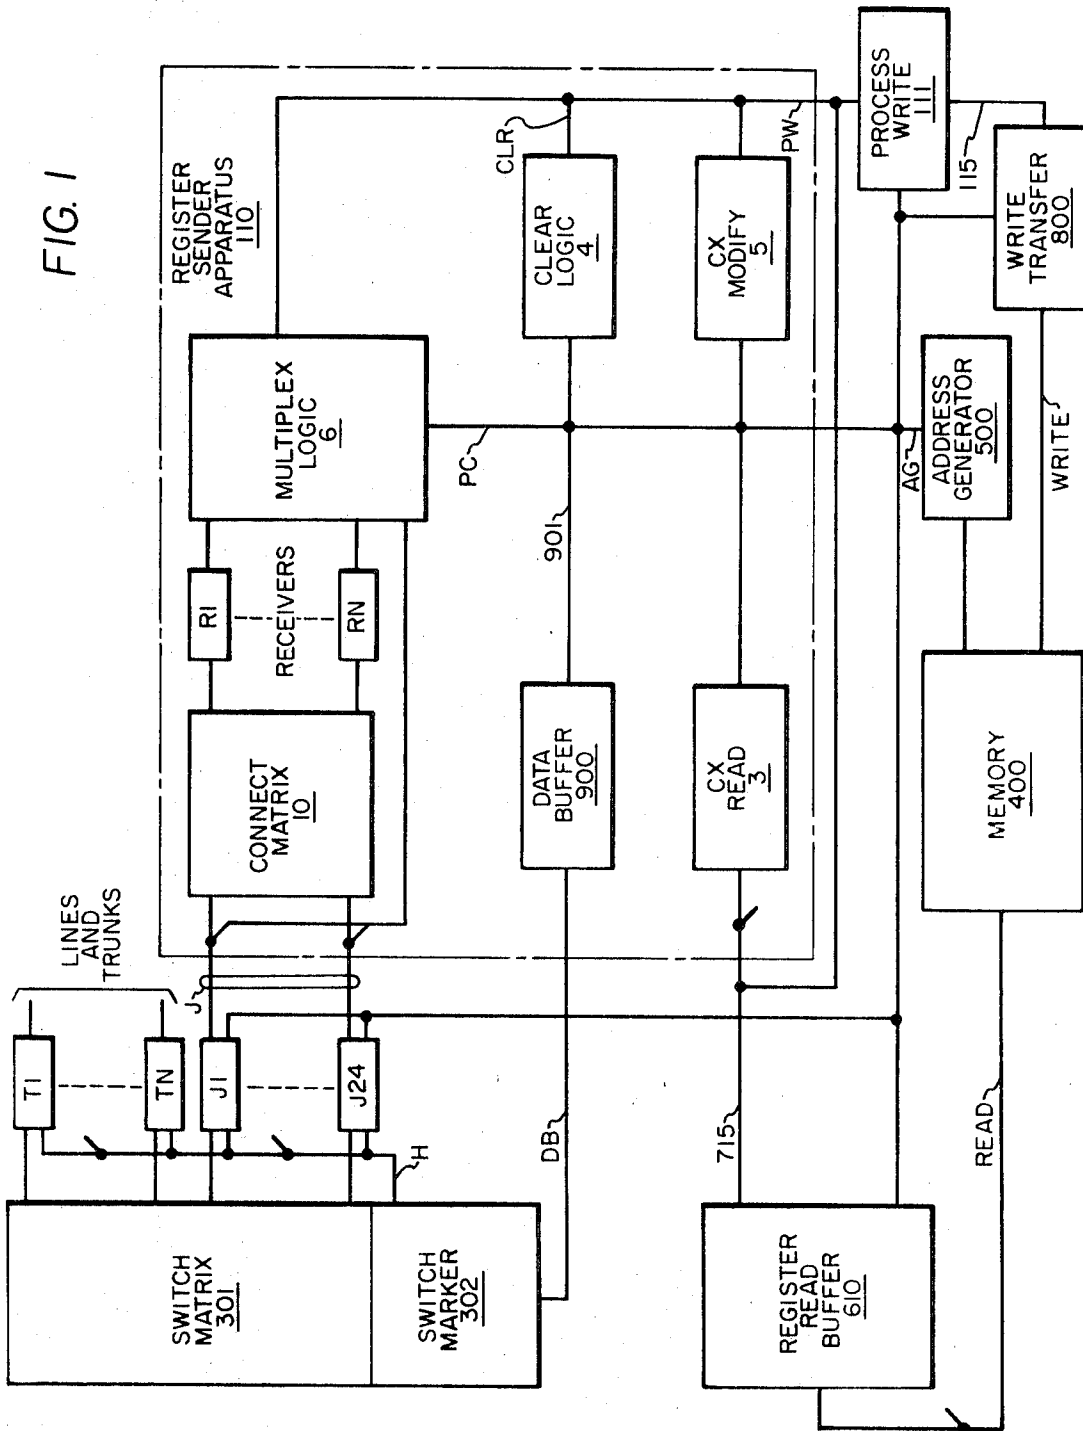 FIG. 1
REGISTER
SENDER
APPARATUS
110
LINES
AND
TRUNKS
T1
TN
J1
J24
J
H
SWITCH
MATRIX
301
SWITCH
MARKER
302
CONNECT
MATRIX
10
R1
RECEIVERS
RN
MULTIPLEX
LOGIC
6
PC
CLR
DB
DATA
BUFFER
900
901
CLEAR
LOGIC
4
715
CX
READ
3
CX
MODIFY
5
PW
REGISTER
READ
BUFFER
610
PROCESS
WRITE
111
115
AG
ADDRESS
GENERATOR
500
WRITE
TRANSFER
800
READ
MEMORY
400
WRITE